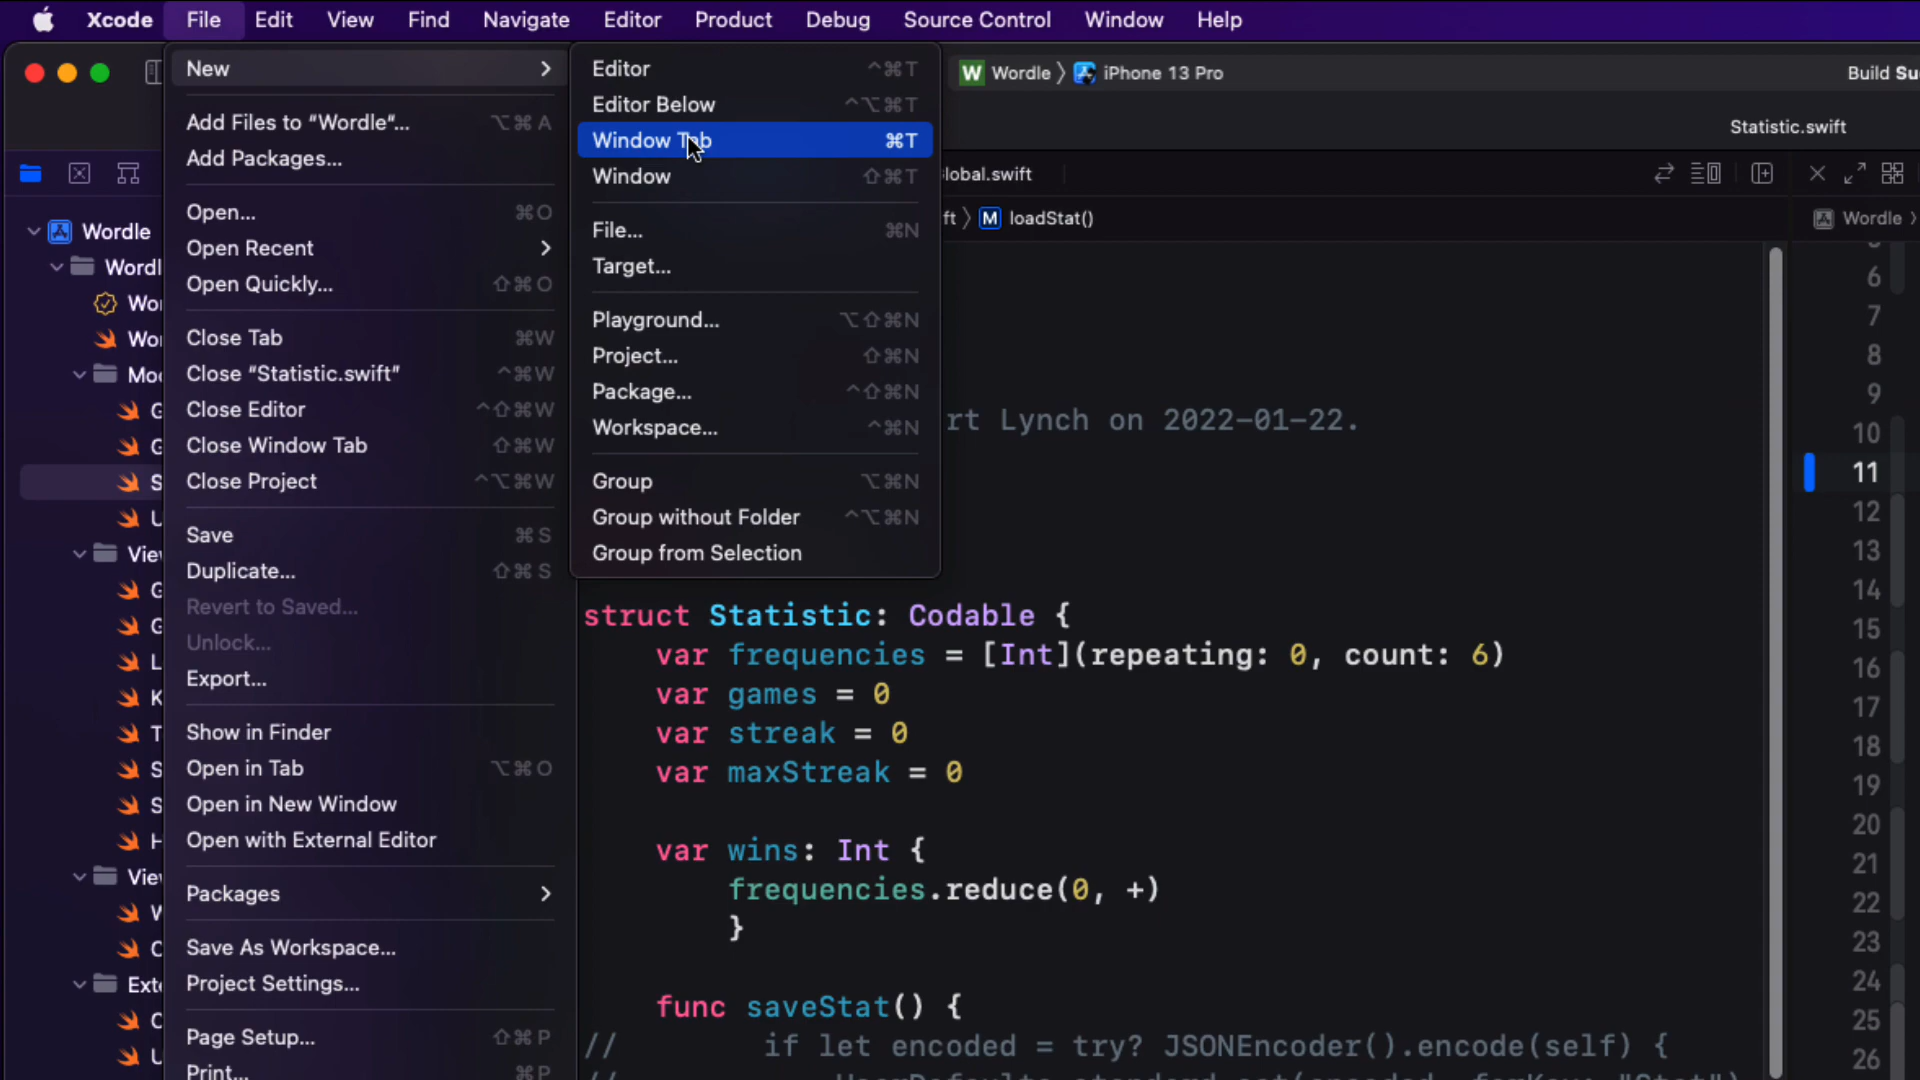 Xcode File Edit View Find Navigate Editor Product Debug Source Control Window Help
W Wordle 〉 iPhone 13 Pro
Build Su
Statistic.swift
New
Add Files to “Wordle”... ⌥⌘A
Add Packages...
Open... ⌘O
Open Recent
Open Quickly... ⇧⌘O
Close Tab ⌘W
Close “Statistic.swift” ^⌘W
Close Editor ^⇧⌘W
Close Window Tab ⇧⌘W
Close Project ^⌥⌘W
Save ⌘S
Duplicate... ⇧⌘S
Revert to Saved...
Unlock...
Export...
Show in Finder
Open in Tab ⌥⌘O
Open in New Window
Open with External Editor
Packages
Save As Workspace...
Project Settings...
Page Setup... ⇧⌘P
Print... ⌘P
Editor ^⌘T
Editor Below ^⌥⌘T
Window Tab ⌘T
Window ⇧⌘T
File... ⌘N
Target...
Playground... ⌥⇧⌘N
Project... ⇧⌘N
Package... ^⇧⌘N
Workspace... ^⌘N
Group ⌥⌘N
Group without Folder ^⌥⌘N
Group from Selection
Wordle
Wordl
Wor
Wor
Moc
G
G
S
U
Viev
G
G
L
K
T
S
S
H
Viev
W
C
Exte
C
U
lobal.swift
ft 〉 M loadStat()
Wordle 〉
rt Lynch on 2022-01-22.
struct Statistic: Codable {
var frequencies = [Int](repeating: 0, count: 6)
var games = 0
var streak = 0
var maxStreak = 0
var wins: Int {
frequencies.reduce(0, +)
}
func saveStat() {
// if let encoded = try? JSONEncoder().encode(self) {
6
7
8
9
10
11
12
13
14
15
16
17
18
19
20
21
22
23
24
25
26